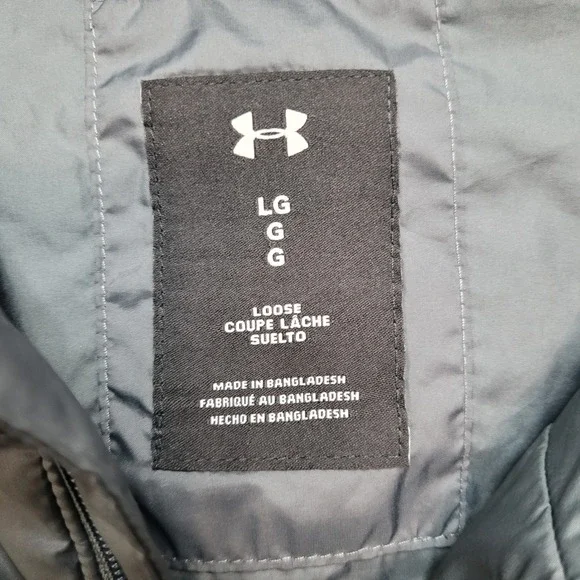 LG
G
G
LOOSE
COUPE LÂCHE
SUELTO
MADE IN BANGLADESH
FABRIQUÉ AU BANGLADESH
HECHO EN BANGLADESH